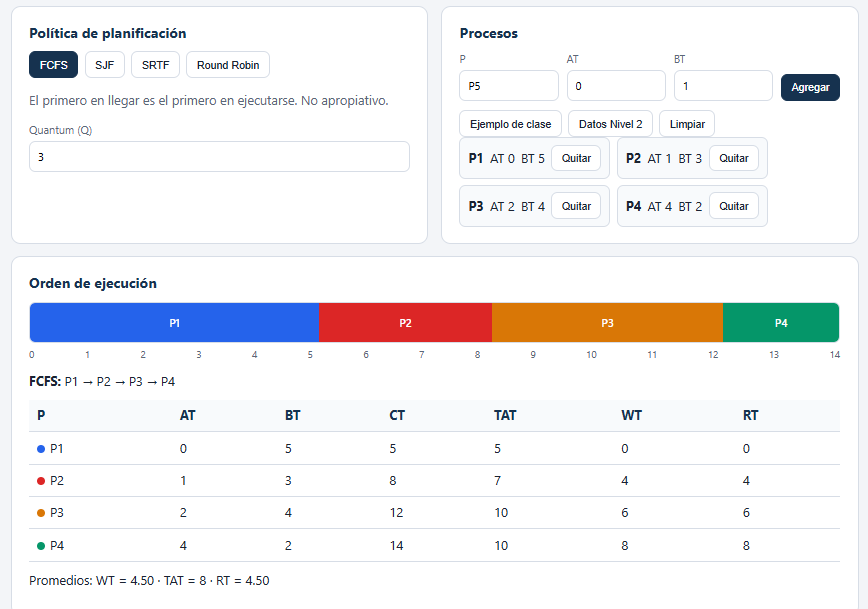 Política de planificación
FCFS SJF SRTF Round Robin
El primero en llegar es el primero en ejecutarse. No apropiativo.
Quantum (Q)
3
Procesos
P AT BT
P5 0 1 Agregar
Ejemplo de clase Datos Nivel 2 Limpiar
P1 AT 0 BT 5 Quitar P2 AT 1 BT 3 Quitar
P3 AT 2 BT 4 Quitar P4 AT 4 BT 2 Quitar
Orden de ejecución
P1 P2 P3 P4
0 1 2 3 4 5 6 7 8 9 10 11 12 13 14
FCFS: P1 → P2 → P3 → P4
P AT BT CT TAT WT RT
P1 0 5 5 5 0 0
P2 1 3 8 7 4 4
P3 2 4 12 10 6 6
P4 4 2 14 10 8 8
Promedios: WT = 4.50 · TAT = 8 · RT = 4.50